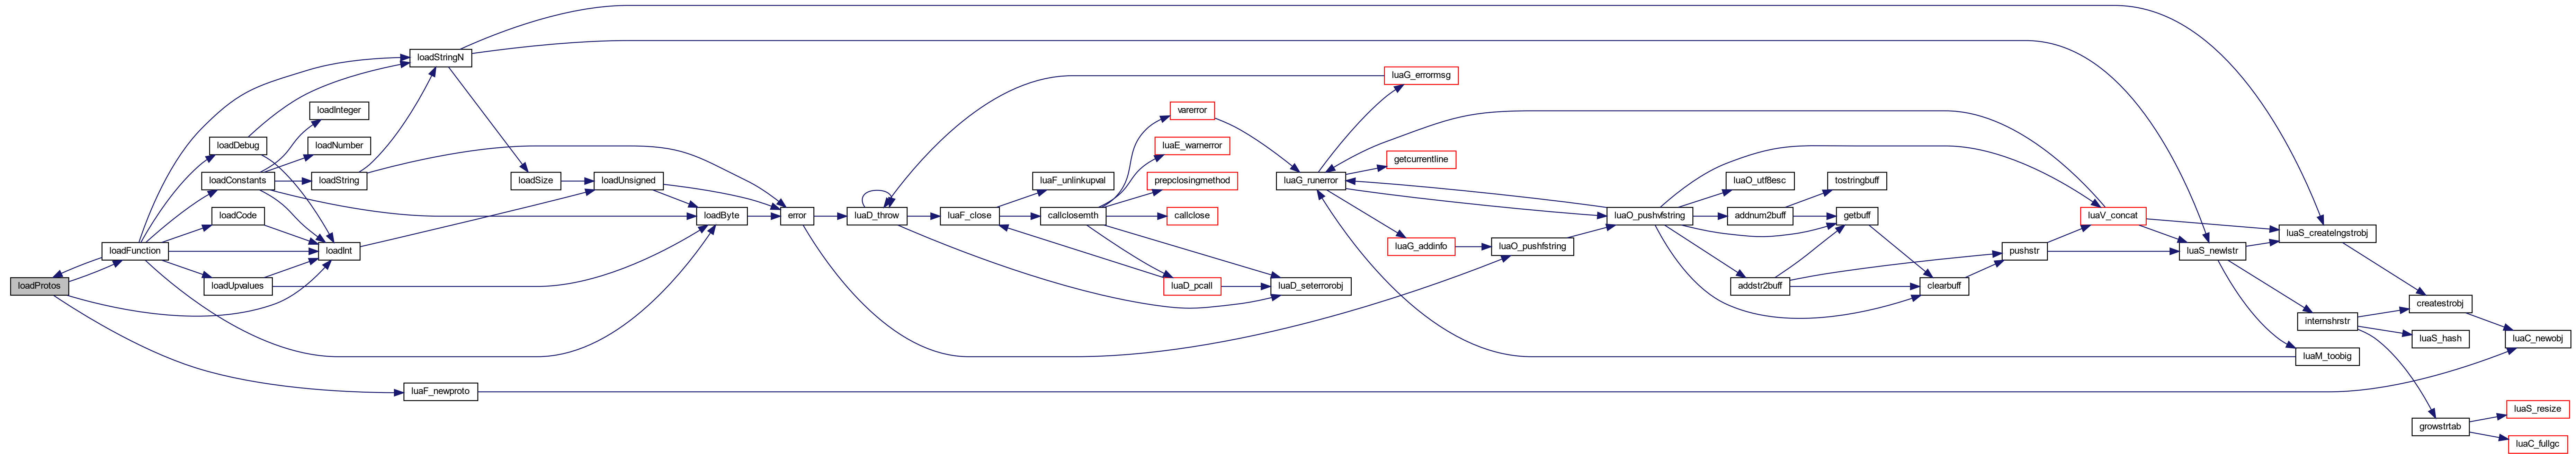 loadProtos
loadFunction
loadDebug
loadConstants
loadCode
loadUpvalues
loadStringN
loadInteger
loadNumber
loadString
loadInt
luaF_newproto
loadSize
loadUnsigned
loadByte
error
luaD_throw
luaF_close
luaF_unlinkupval
callclosemth
varerror
luaE_warnerror
prepclosingmethod
callclose
luaD_pcall
luaD_seterrorobj
luaG_runerror
luaG_errormsg
getcurrentline
luaG_addinfo
luaO_pushfstring
luaO_pushvfstring
luaO_utf8esc
addnum2buff
addstr2buff
tostringbuff
getbuff
clearbuff
pushstr
luaV_concat
luaS_newlstr
luaS_createlngstrobj
internshrstr
luaM_toobig
createstrobj
luaS_hash
growstrtab
luaC_newobj
luaS_resize
luaC_fullgc